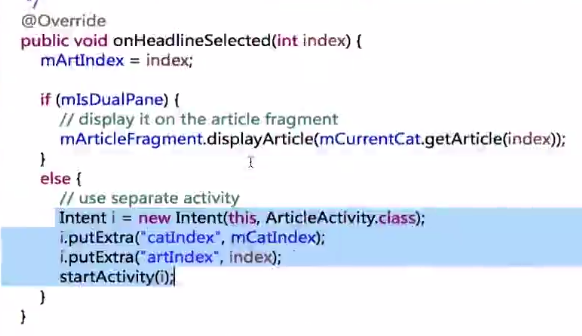 */
@Override
public void onHeadlineSelected(int index) {
mArtIndex = index;
if (mIsDualPane) {
// display it on the article fragment
mArticleFragment.displayArticle(mCurrentCat.getArticle(index));
}
else {
// use separate activity
Intent i = new Intent(this, ArticleActivity.class);
i.putExtra("catIndex", mCatIndex);
i.putExtra("artIndex", index);
startActivity(i);
}
}